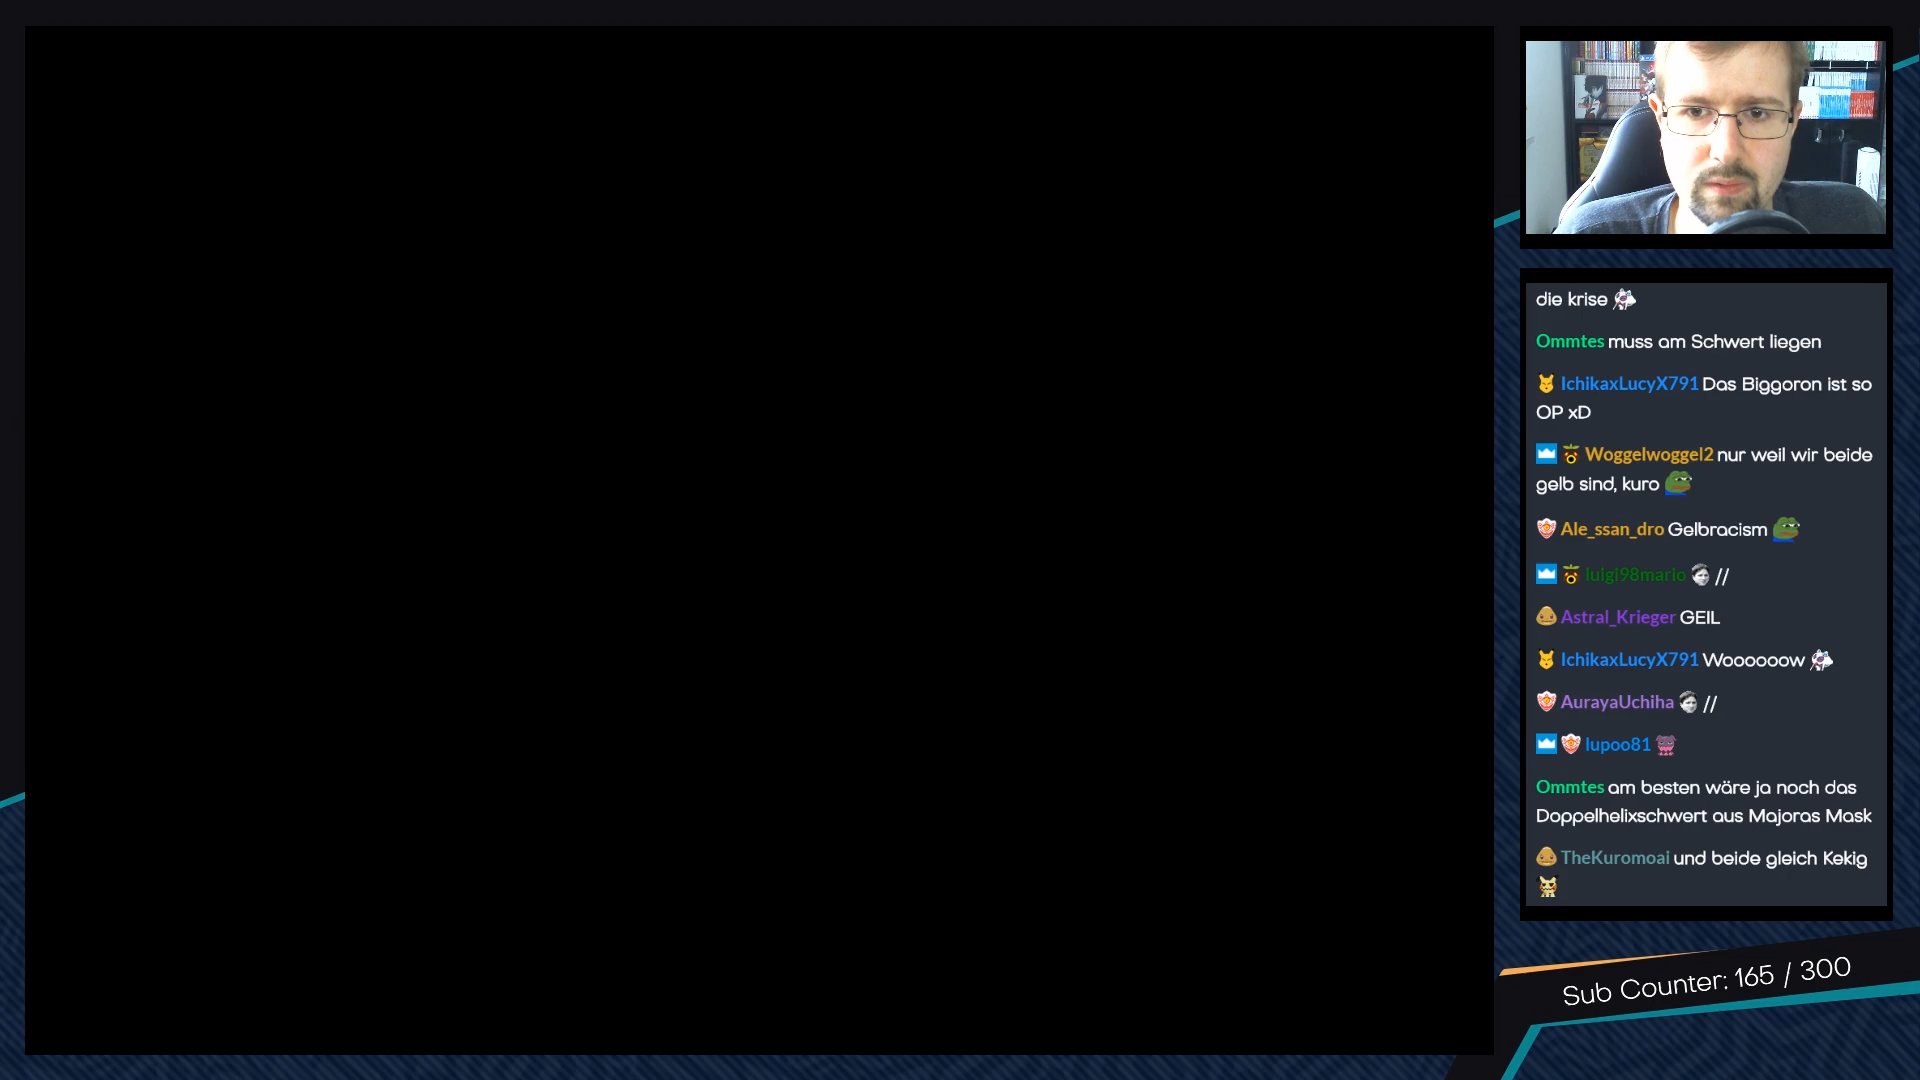 die krise
Ommtes muss am Schwert liegen
IchikaxLucyX791 Das Biggoron ist so
OP xD
Woggelwoggel2 nur weil wir beide
gelb sind, kuro
Ale_ssan_dro Gelbracism
luigi98mario //
Astral_Krieger GEIL
IchikaxLucyX791 Woooooow
AurayaUchiha //
lupoo81
Ommtes am besten wäre ja noch das
Doppelhelixschwert aus Majoras Mask
TheKuromoai und beide gleich Kekig
Sub Counter: 165 / 300